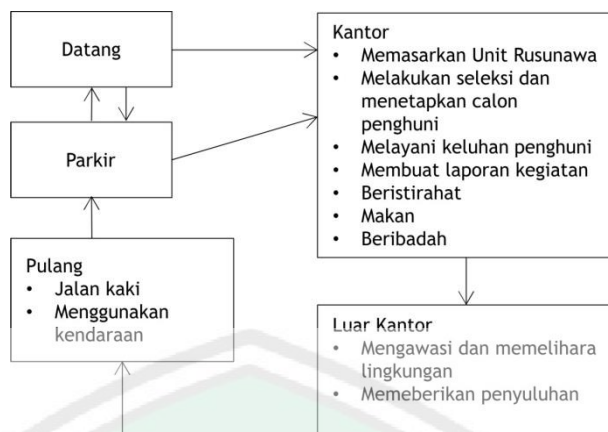 Datang
Parkir
Pulang
• Jalan kaki
• Menggunakan
kendaraan
Kantor
• Memasarkan Unit Rusunawa
• Melakukan seleksi dan
menetapkan calon
penghuni
• Melayani keluhan penghuni
• Membuat laporan kegiatan
• Beristirahat
• Makan
• Beribadah
Luar Kantor
• Mengawasi dan memelihara
lingkungan
• Memeberikan penyuluhan